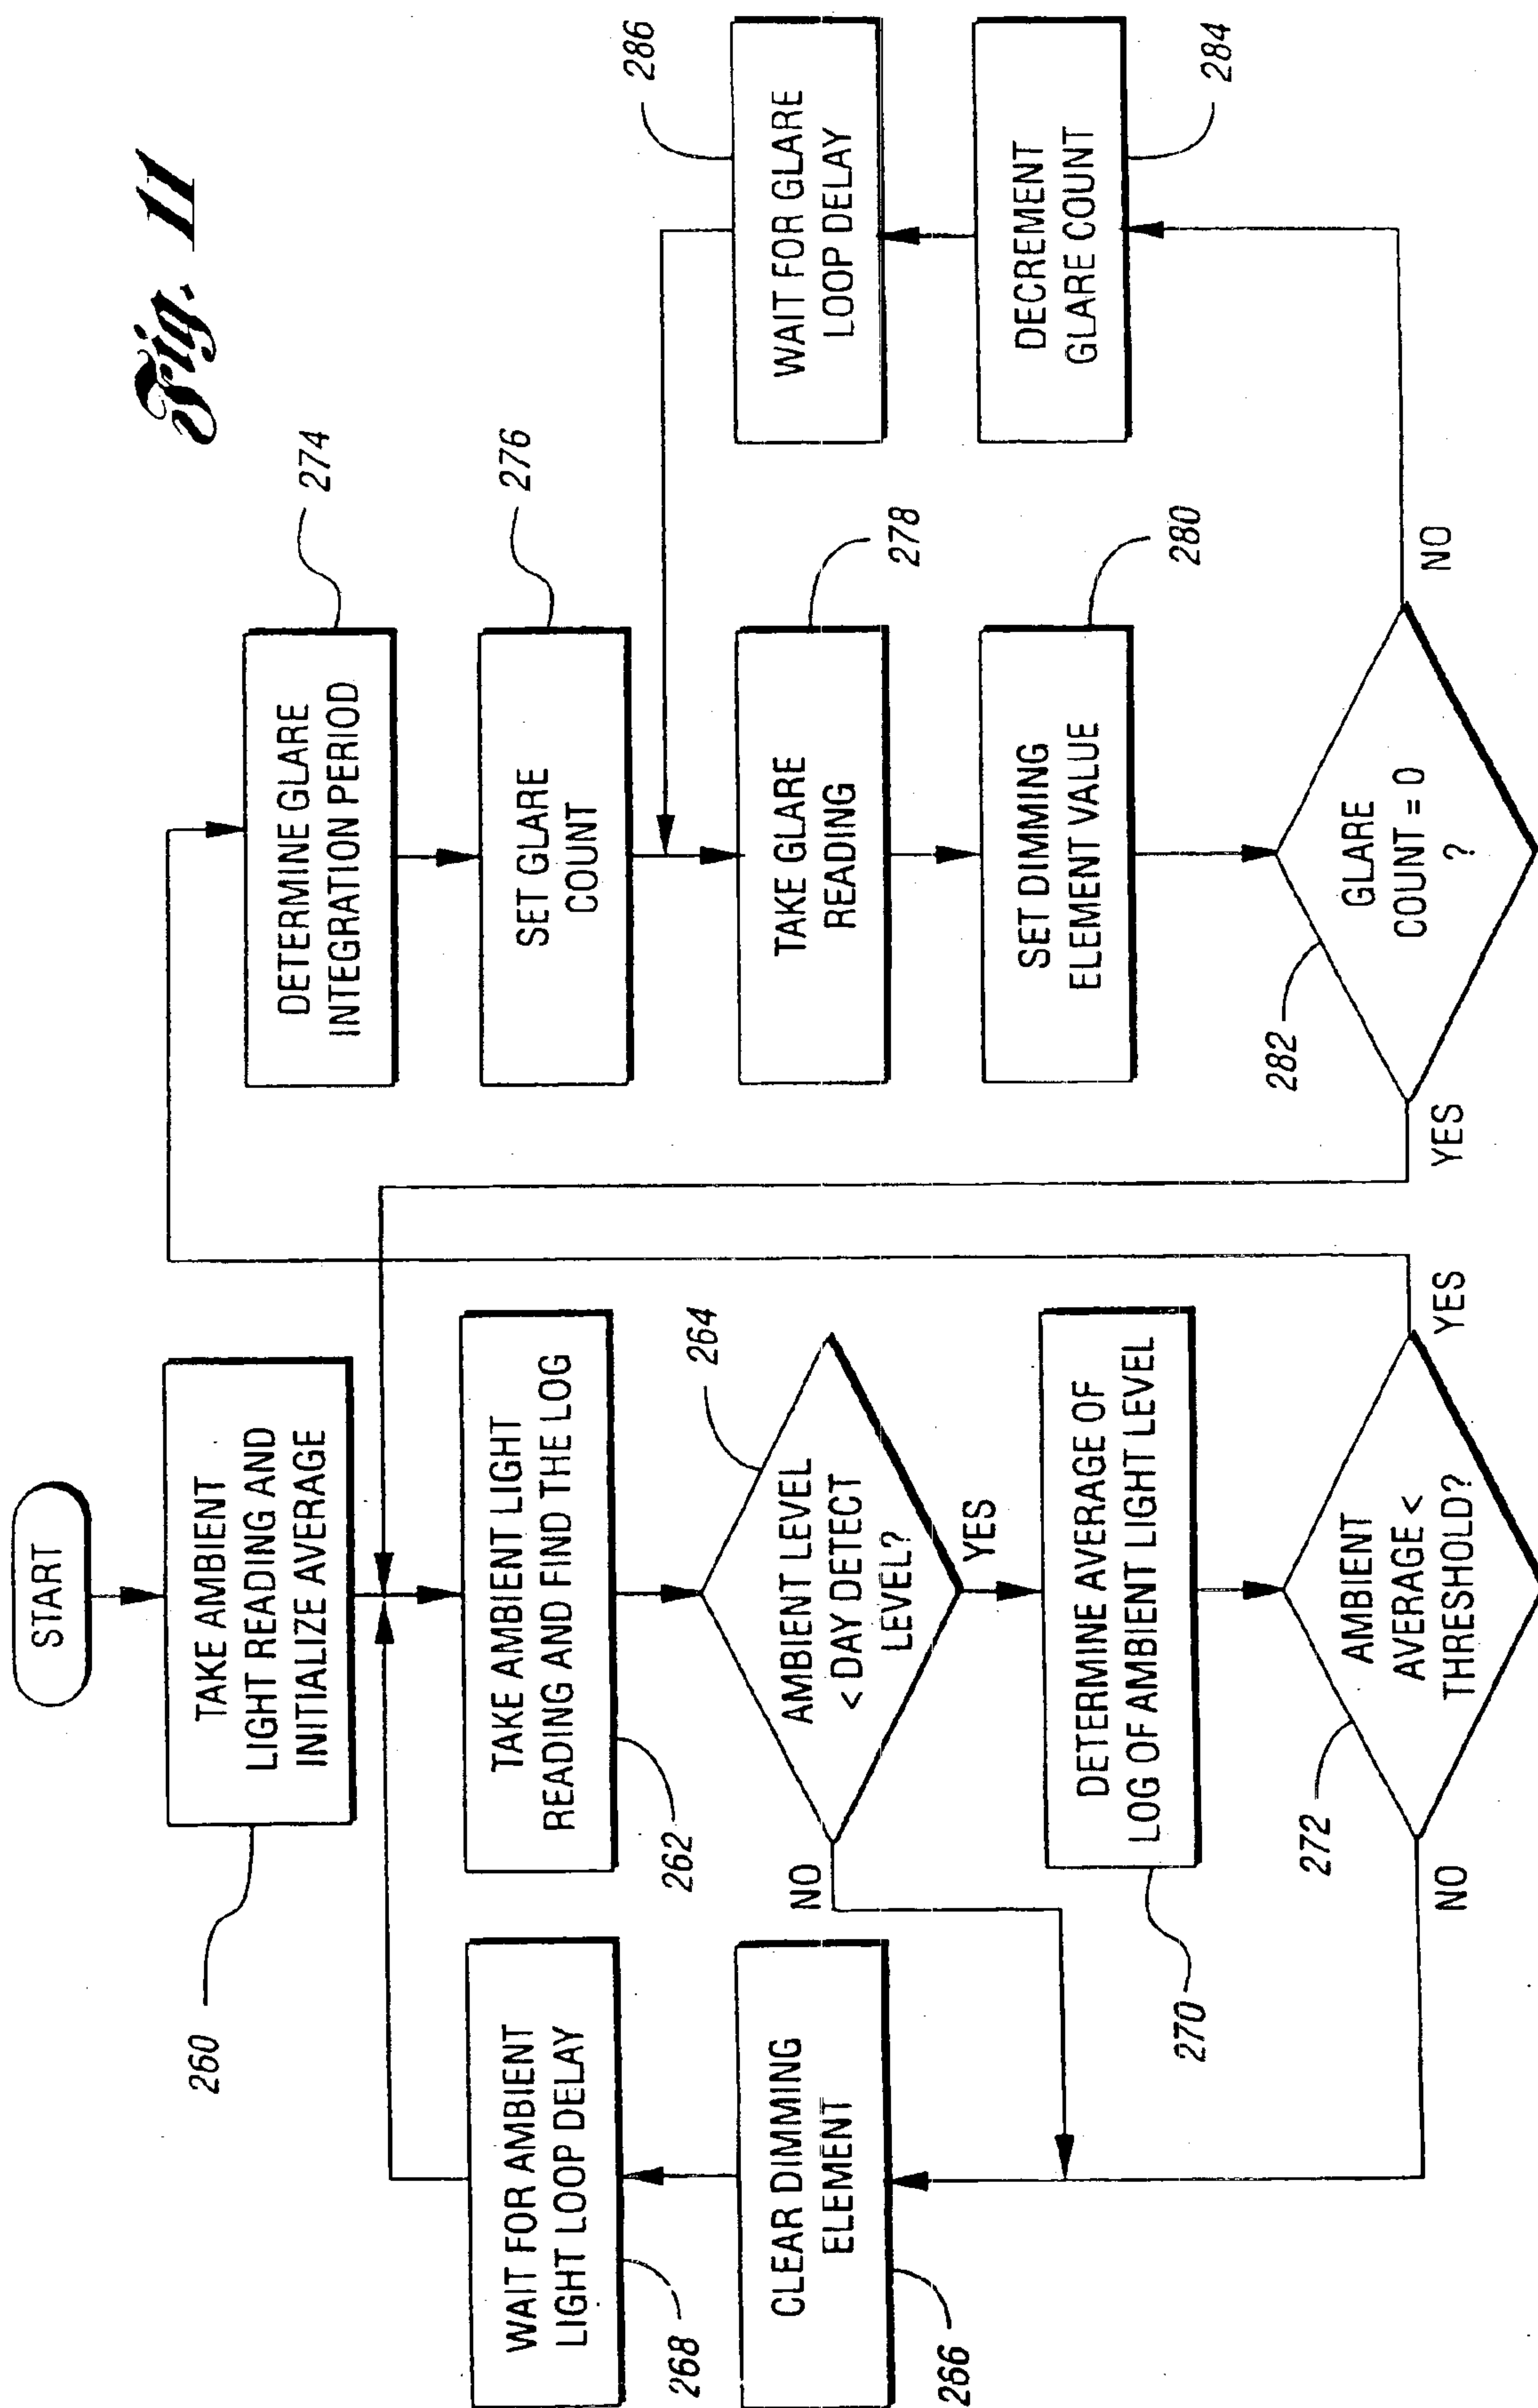 Fig. 11
START
TAKE AMBIENT
LIGHT READING AND
INITIALIZE AVERAGE
260
TAKE AMBIENT LIGHT
READING AND FIND THE LOG
262
AMBIENT LEVEL
< DAY DETECT
LEVEL?
264
NO
YES
WAIT FOR AMBIENT
LIGHT LOOP DELAY
268
CLEAR DIMMING
ELEMENT
266
DETERMINE AVERAGE OF
LOG OF AMBIENT LIGHT LEVEL
270
AMBIENT
AVERAGE <
THRESHOLD?
272
NO
YES
DETERMINE GLARE
INTEGRATION PERIOD
274
SET GLARE
COUNT
276
TAKE GLARE
READING
278
SET DIMMING
ELEMENT VALUE
280
GLARE
COUNT = 0
?
282
YES
NO
WAIT FOR GLARE
LOOP DELAY
286
DECREMENT
GLARE COUNT
284